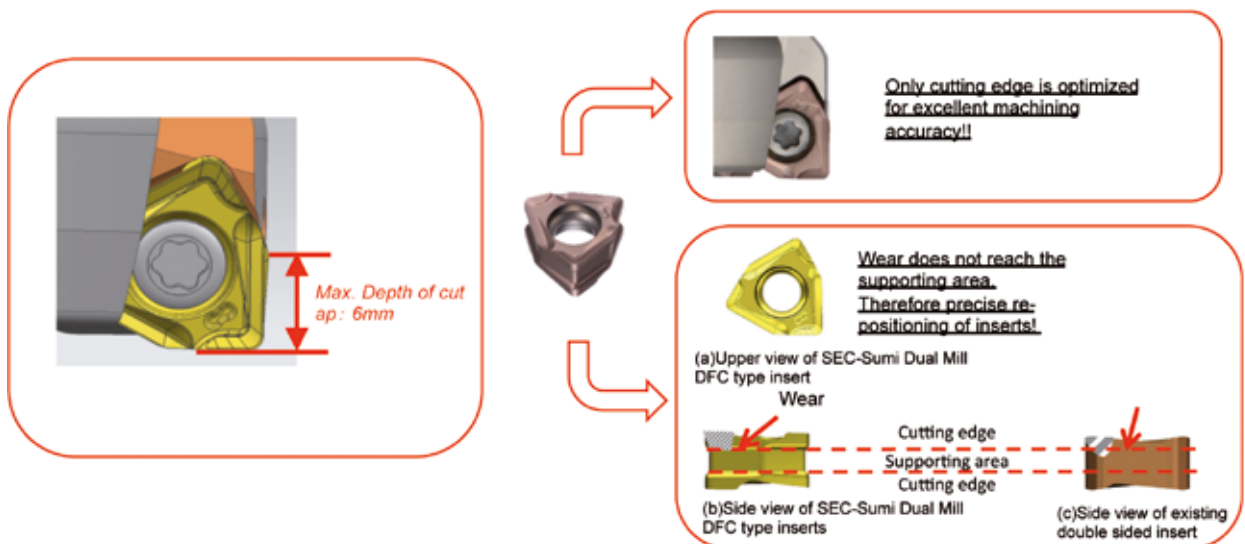 Max. Depth of cut
ap: 6mm
Only cutting edge is optimized
for excellent machining
accuracy!!
Wear does not reach the
supporting area.
Therefore precise re-
positioning of inserts!
(a)Upper view of SEC-Sumi Dual Mill
DFC type insert
Wear
Cutting edge
Supporting area
Cutting edge
(b)Side view of SEC-Sumi Dual Mill
DFC type inserts
(c)Side view of existing
double sided insert